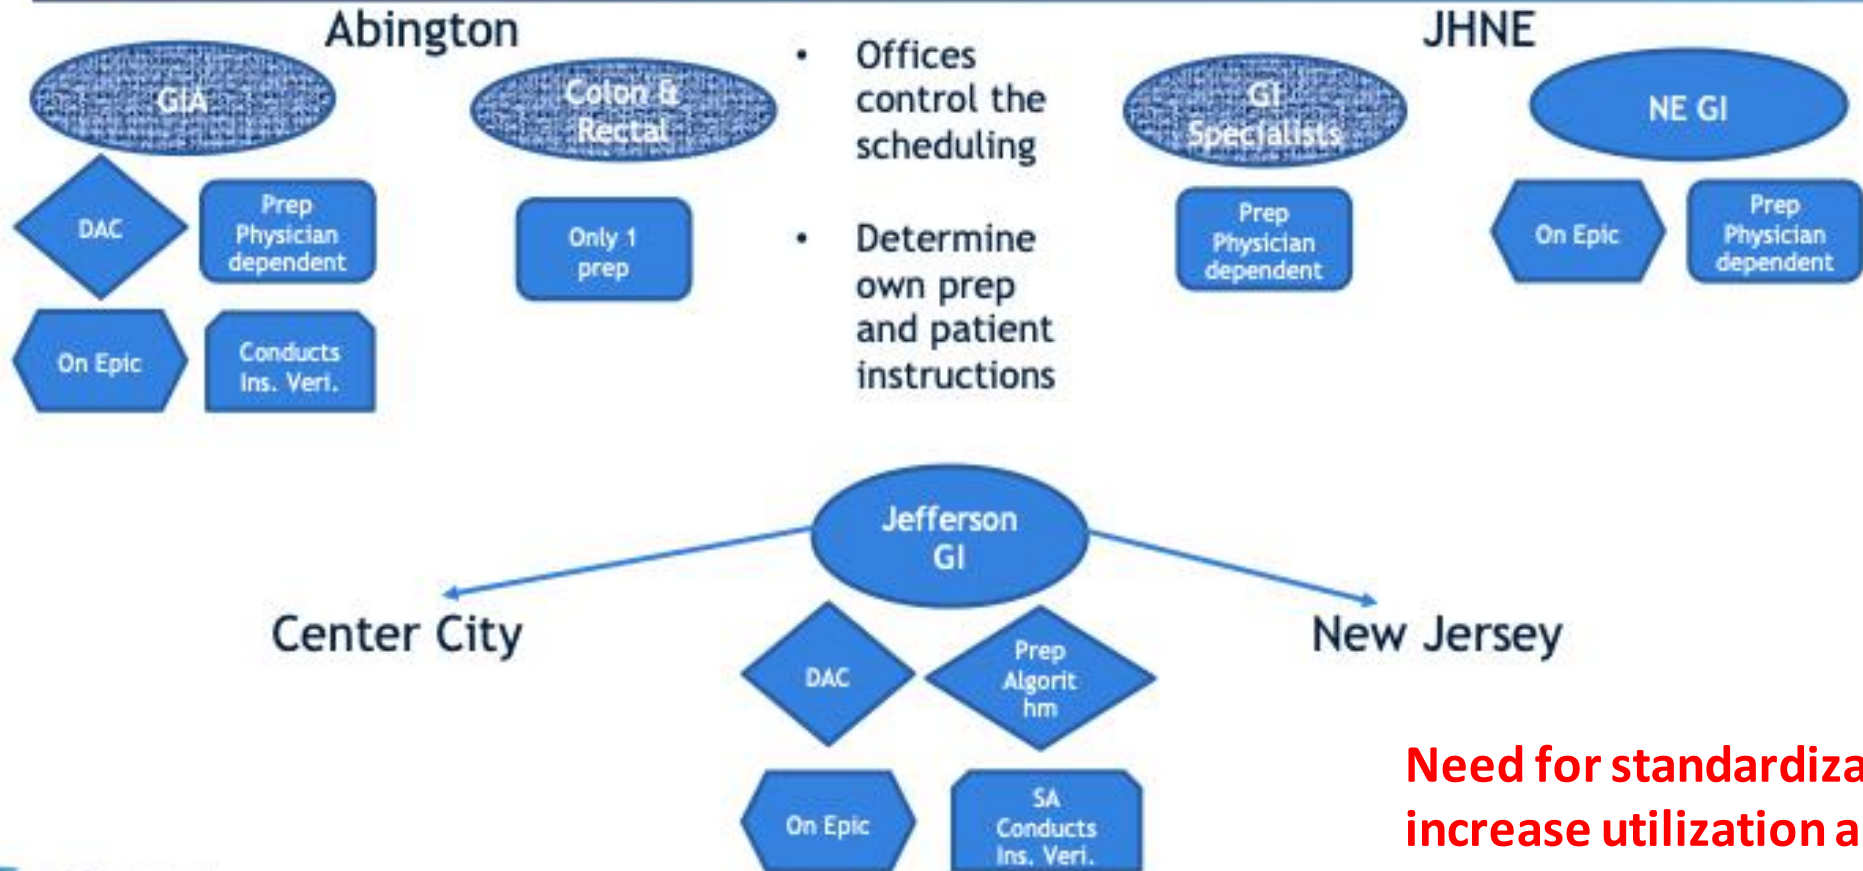 Abington
JHNE
GIA
Colon &
Rectal
• Offices
control the
scheduling
• Determine
own prep
and patient
instructions
GI
Specialists
NE GI
DAC
Prep
Physician
dependent
Only 1
prep
Prep
Physician
dependent
On Epic
Prep
Physician
dependent
On Epic
Conducts
Ins. Veri.
Jefferson
GI
Center City
New Jersey
DAC
Prep
Algorit
hm
On Epic
SA
Conducts
Ins. Veri.
Need for standardiza
increase utilization a